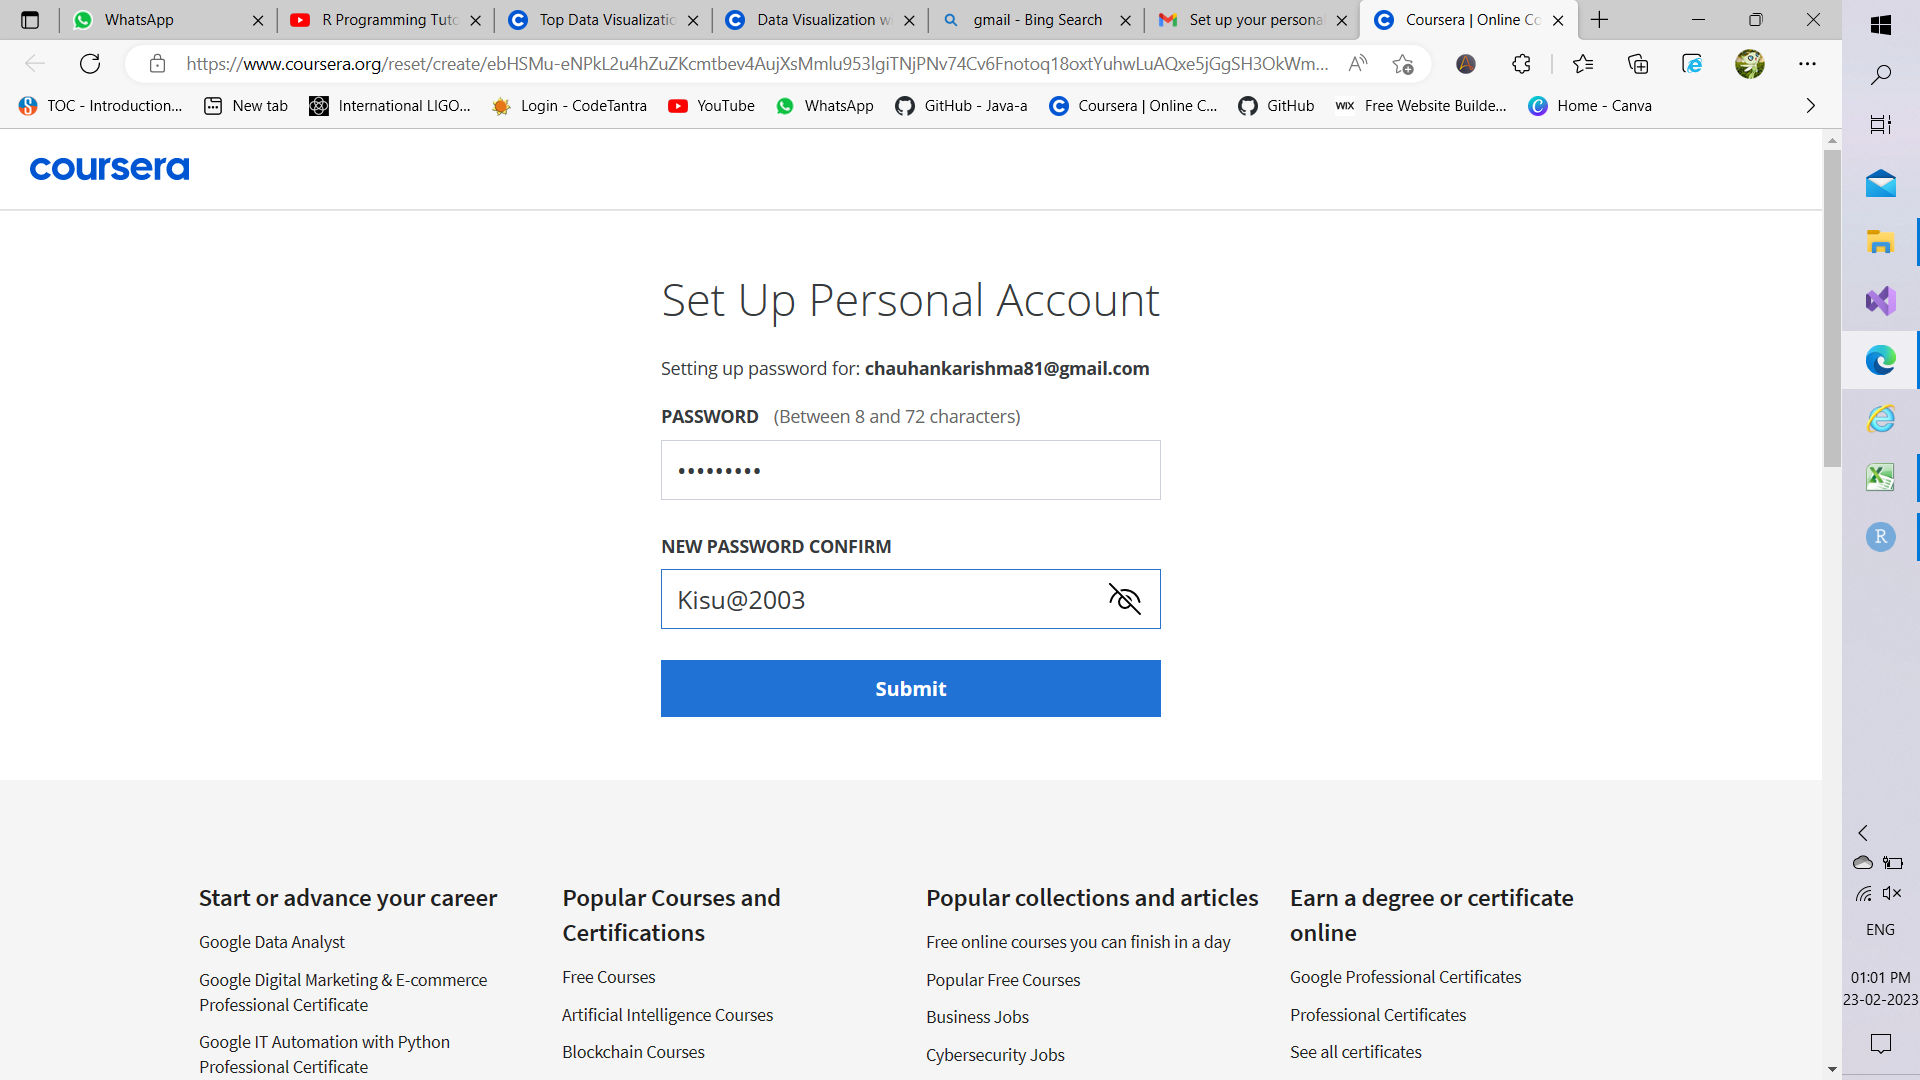 WhatsApp
R Programming Tuto
Top Data Visualizatio
Data Visualization wi
gmail - Bing Search
Set up your personal
Coursera | Online Co
https://www.coursera.org/reset/create/ebHSMu-eNPkL2u4hZuZKcmtbev4AujXsMmlu953lgiTNjPNv74Cv6Fnotoq18oxtYuhwLuAQxe5jGgSH3OkWm...
TOC - Introduction...
New tab
International LIGO...
Login - CodeTantra
YouTube
WhatsApp
GitHub - Java-a
Coursera | Online C...
GitHub
WIX
Free Website Builde...
Home - Canva
coursera
Set Up Personal Account
Setting up password for: chauhankarishma81@gmail.com
PASSWORD (Between 8 and 72 characters)
•••••••••
NEW PASSWORD CONFIRM
Kisu@2003
Submit
Start or advance your career
Google Data Analyst
Google Digital Marketing & E-commerce
Professional Certificate
Google IT Automation with Python
Professional Certificate
Popular Courses and
Certifications
Free Courses
Artificial Intelligence Courses
Blockchain Courses
Popular collections and articles
Free online courses you can finish in a day
Popular Free Courses
Business Jobs
Cybersecurity Jobs
Earn a degree or certificate
online
Google Professional Certificates
Professional Certificates
See all certificates
R
ENG
01:01 PM
23-02-2023